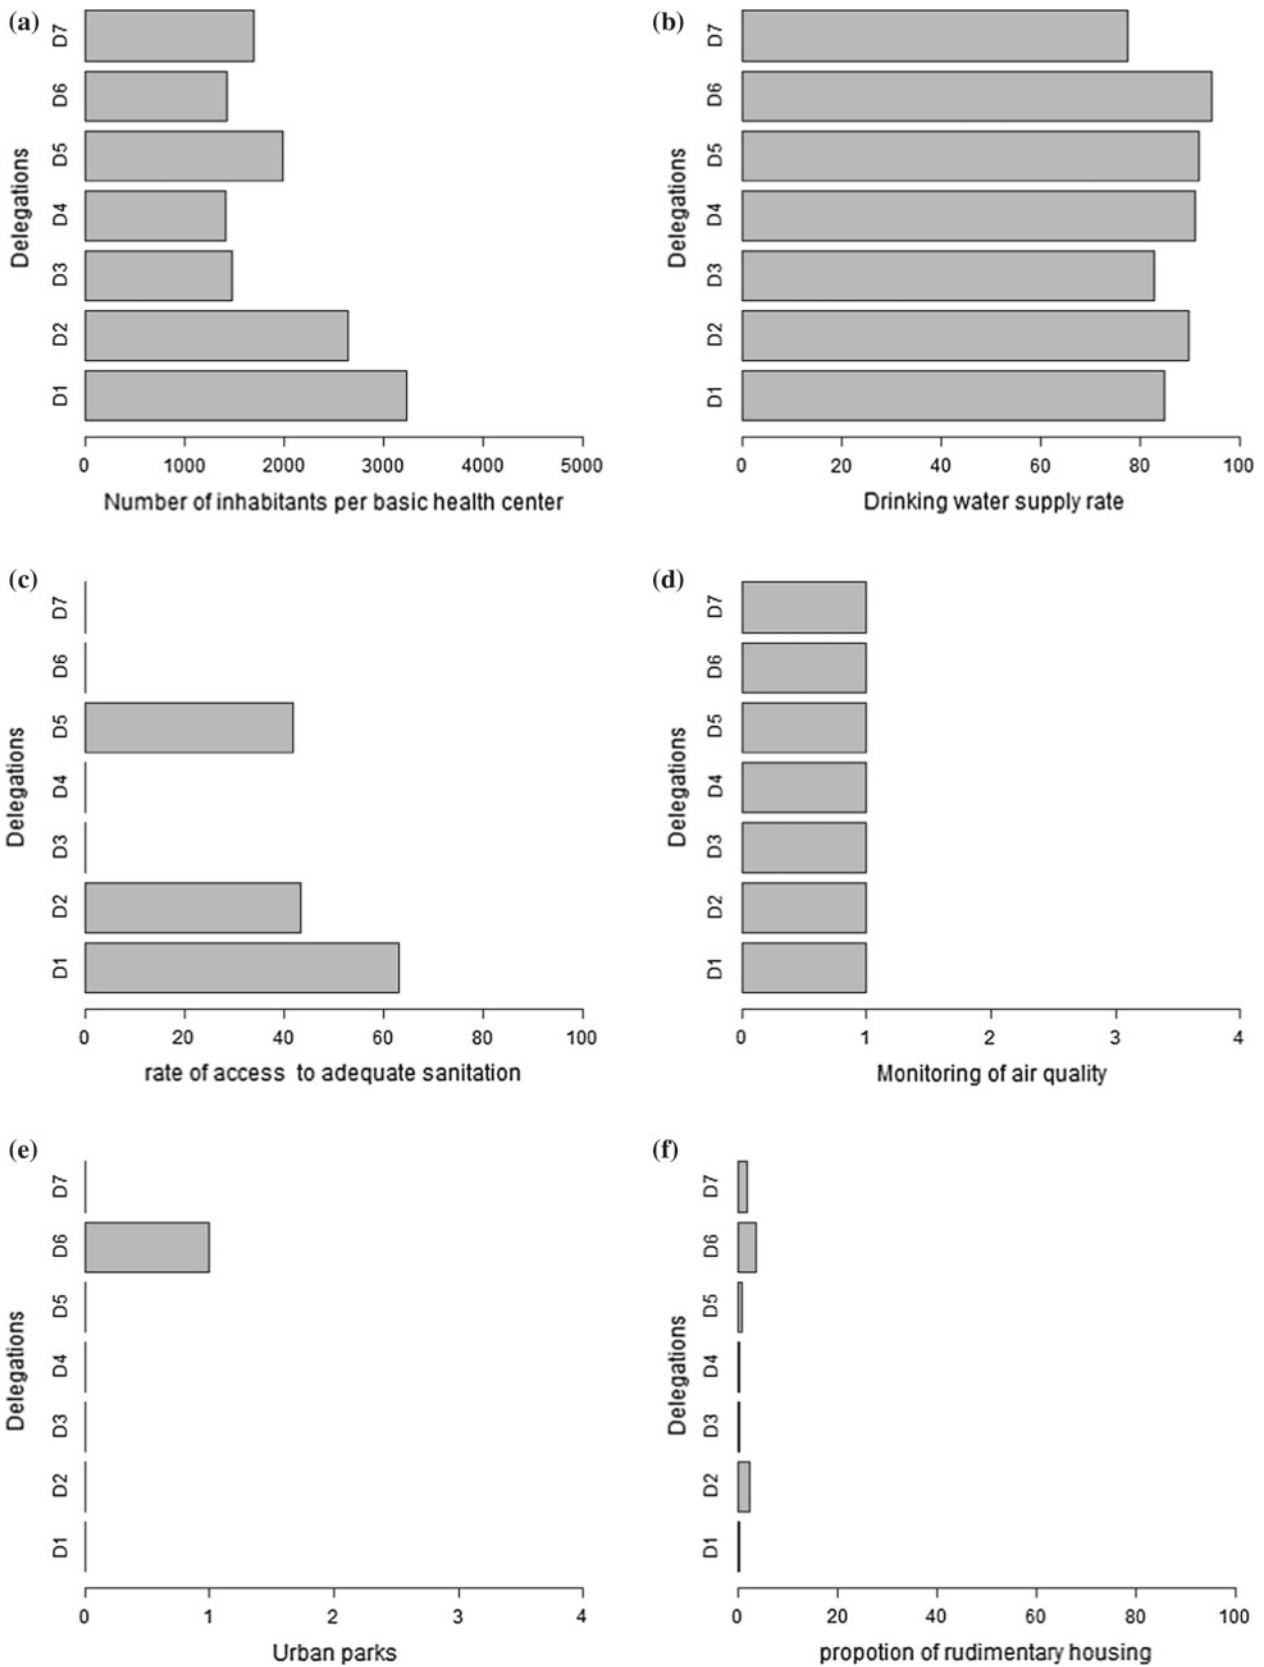 (a)
D7
D6
D5
D4
D3
D2
D1
Delegations
0 1000 2000 3000 4000 5000
Number of inhabitants per basic health center
(b)
D7
D6
D5
D4
D3
D2
D1
Delegations
0 20 40 60 80 100
Drinking water supply rate
(c)
D7
D6
D5
D4
D3
D2
D1
Delegations
0 20 40 60 80 100
rate of access to adequate sanitation
(d)
D7
D6
D5
D4
D3
D2
D1
Delegations
0 1 2 3 4
Monitoring of air quality
(e)
D7
D6
D5
D4
D3
D2
D1
Delegations
0 1 2 3 4
Urban parks
(f)
D7
D6
D5
D4
D3
D2
D1
Delegations
0 20 40 60 80 100
propotion of rudimentary housing